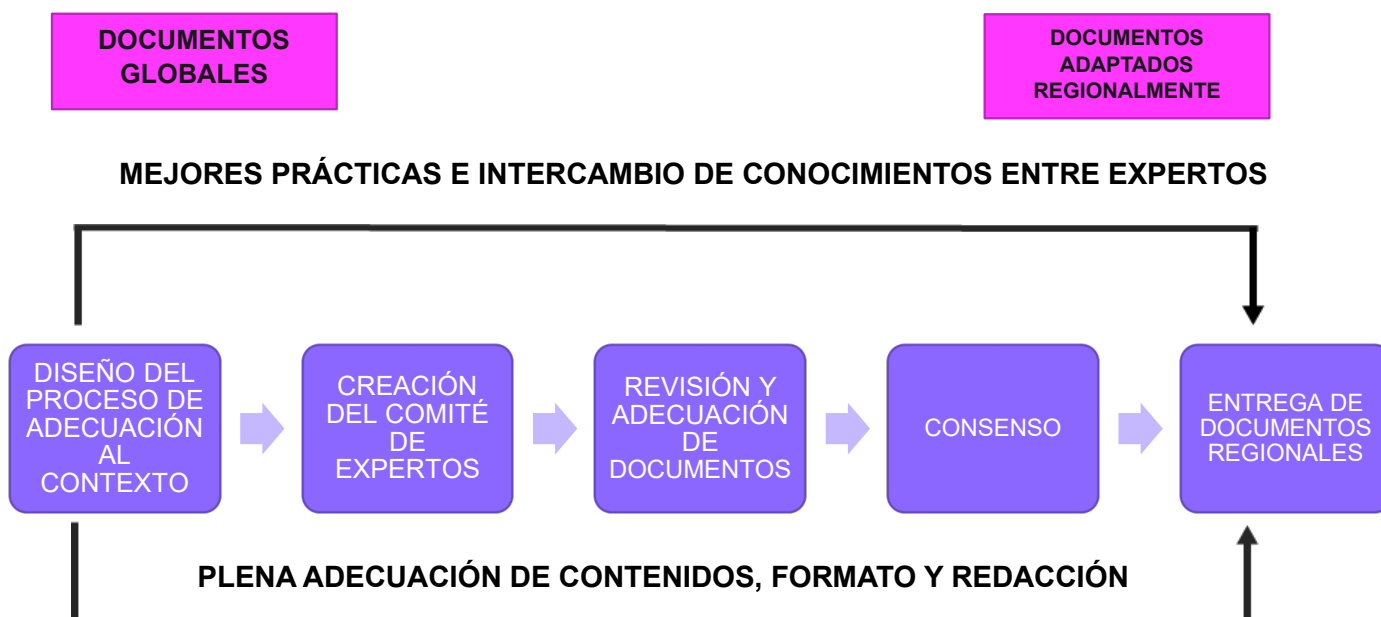 DOCUMENTOS
GLOBALES
DOCUMENTOS
ADAPTADOS
REGIONALMENTE
MEJORES PRÁCTICAS E INTERCAMBIO DE CONOCIMIENTOS ENTRE EXPERTOS
DISEÑO DEL
PROCESO DE
ADECUACIÓN
AL
CONTEXTO
CREACIÓN
DEL COMITÉ
DE
EXPERTOS
REVISIÓN Y
ADECUACIÓN
DE
DOCUMENTOS
CONSENSO
ENTREGA DE
DOCUMENTOS
REGIONALES
PLENA ADECUACIÓN DE CONTENIDOS, FORMATO Y REDACCIÓN